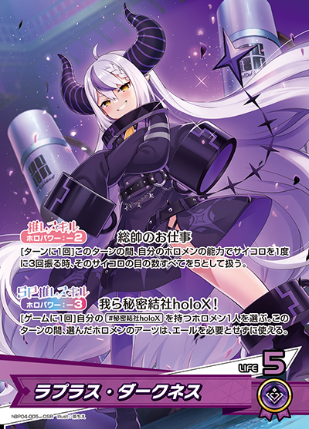 推しスキル
ホロパワー:-2
総帥のお仕事
[ターンに1回]このターンの間、自分のホロメンの能力でサイコロを1度
に3回振る時、そのサイコロの目の数すべてを5として扱う。
SP推しスキル
ホロパワー:-3
我ら秘密結社holoX!
[ゲームに1回]自分の#秘密結社holoXを持つホロメン1人を選ぶ。この
ターンの間、選んだホロメンのアーツは、エールを必要とせずに使える。
LIFE 5
ラプラス・ダークネス
hBP04-005